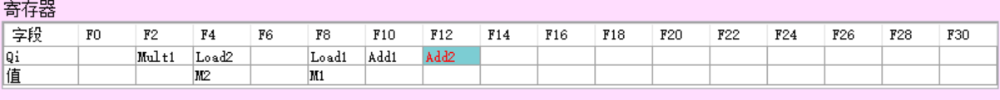 寄存器
字段 F0 F2 F4 F6 F8 F10 F12 F14 F16 F18 F20 F22 F24 F26 F28 F30
Qi Mult1 Load2 Load1 Add1 Add2
值 M2 M1